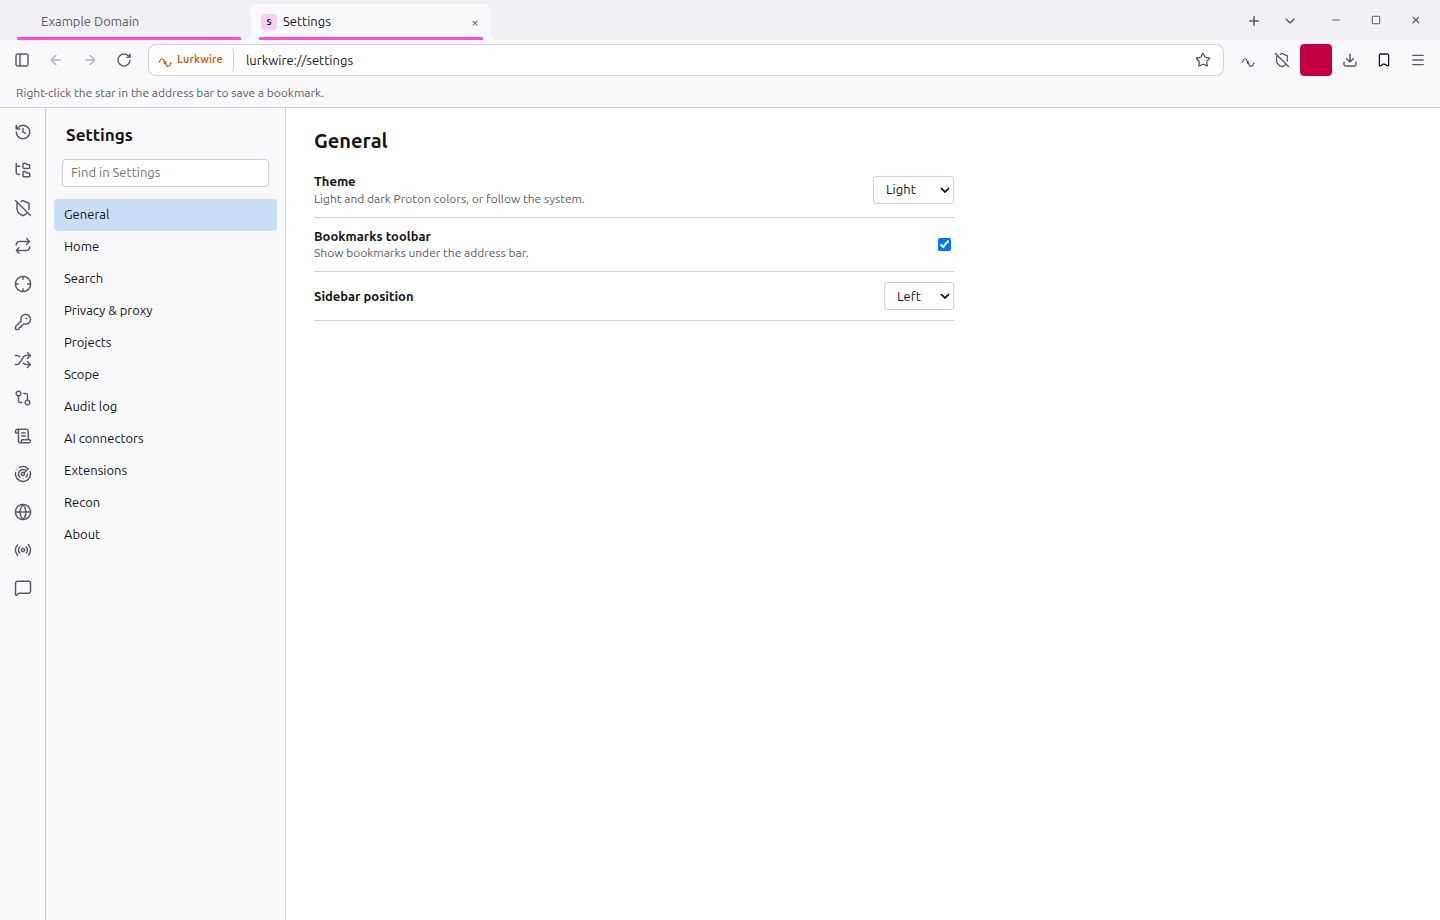 Example Domain
S Settings
Lurkwire lurkwire://settings
Right-click the star in the address bar to save a bookmark.
Settings
Find in Settings
General
Home
Search
Privacy & proxy
Projects
Scope
Audit log
AI connectors
Extensions
Recon
About
General
Theme
Light and dark Proton colors, or follow the system.
Light
Bookmarks toolbar
Show bookmarks under the address bar.
Sidebar position
Left